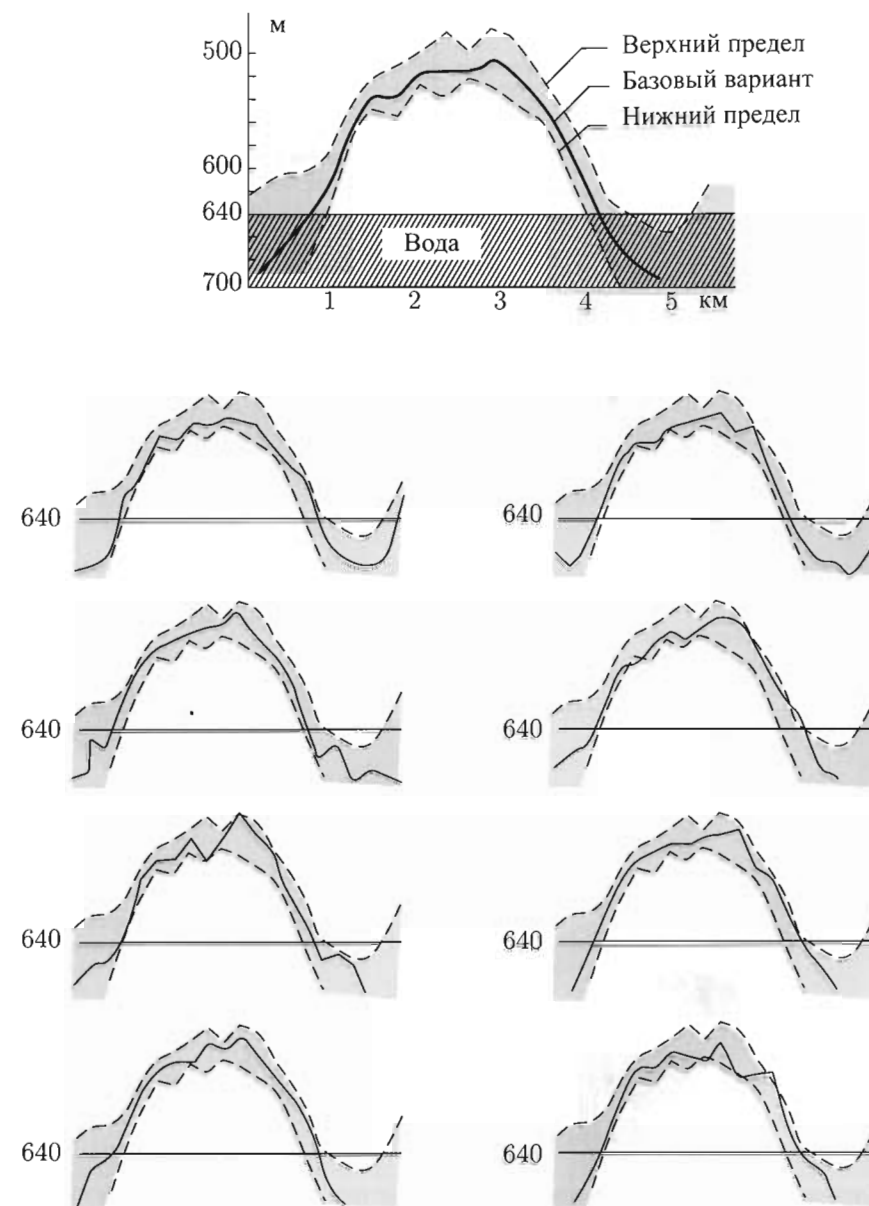 м
500
Верхний предел
Базовый вариант
Нижний предел
600
640
Вода
700
1 2 3 4 5 км
640 640
640 640
640 640
640 640